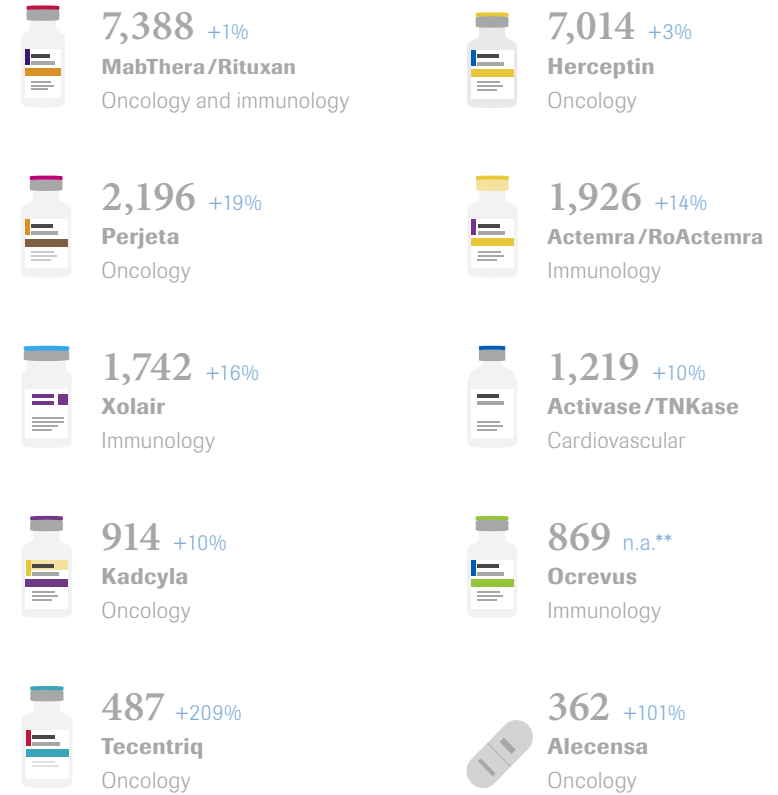 7,388 +1%
MabThera/Rituxan
Oncology and immunology
7,014 +3%
Herceptin
Oncology
2,196 +19%
Perjeta
Oncology
1,926 +14%
Actemra/RoActemra
Immunology
1,742 +16%
Xolair
Immunology
1,219 +10%
Activase/TNKase
Cardiovascular
914 +10%
Kadcyla
Oncology
869 n.a.**
Ocrevus
Immunology
487 +209%
Tecentriq
Oncology
362 +101%
Alecensa
Oncology